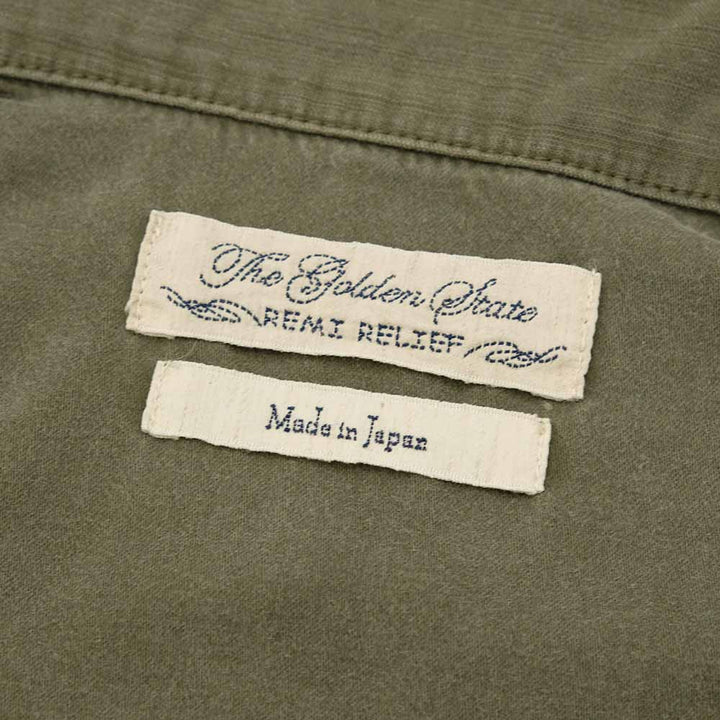 The Golden State
REMI RELIEF
Made in Japan